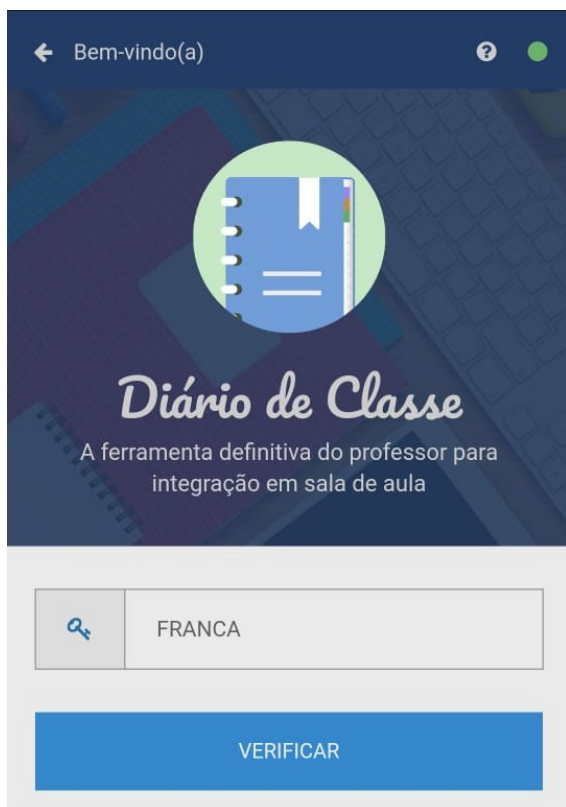 Bem-vindo(a)
Diário de Classe
A ferramenta definitiva do professor para
integração em sala de aula
FRANCA
VERIFICAR